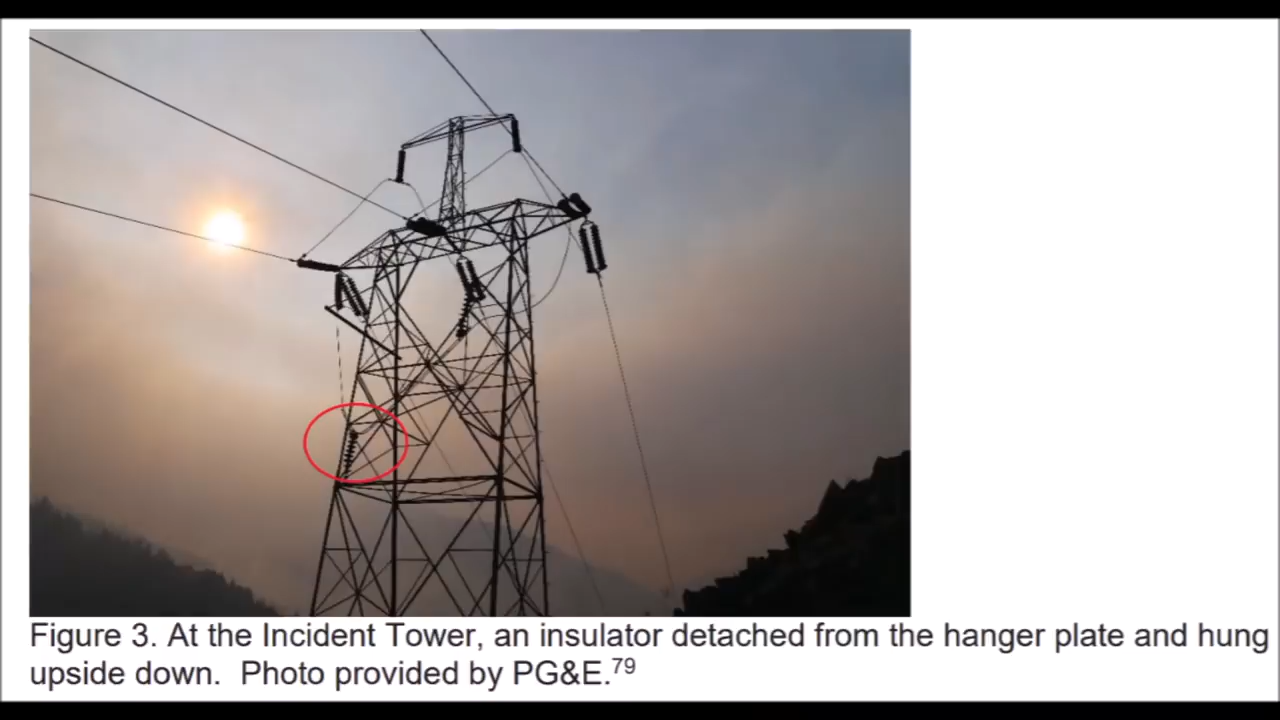 Figure 3. At the Incident Tower, an insulator detached from the hanger plate and hung
upside down.  Photo provided by PG&E.79